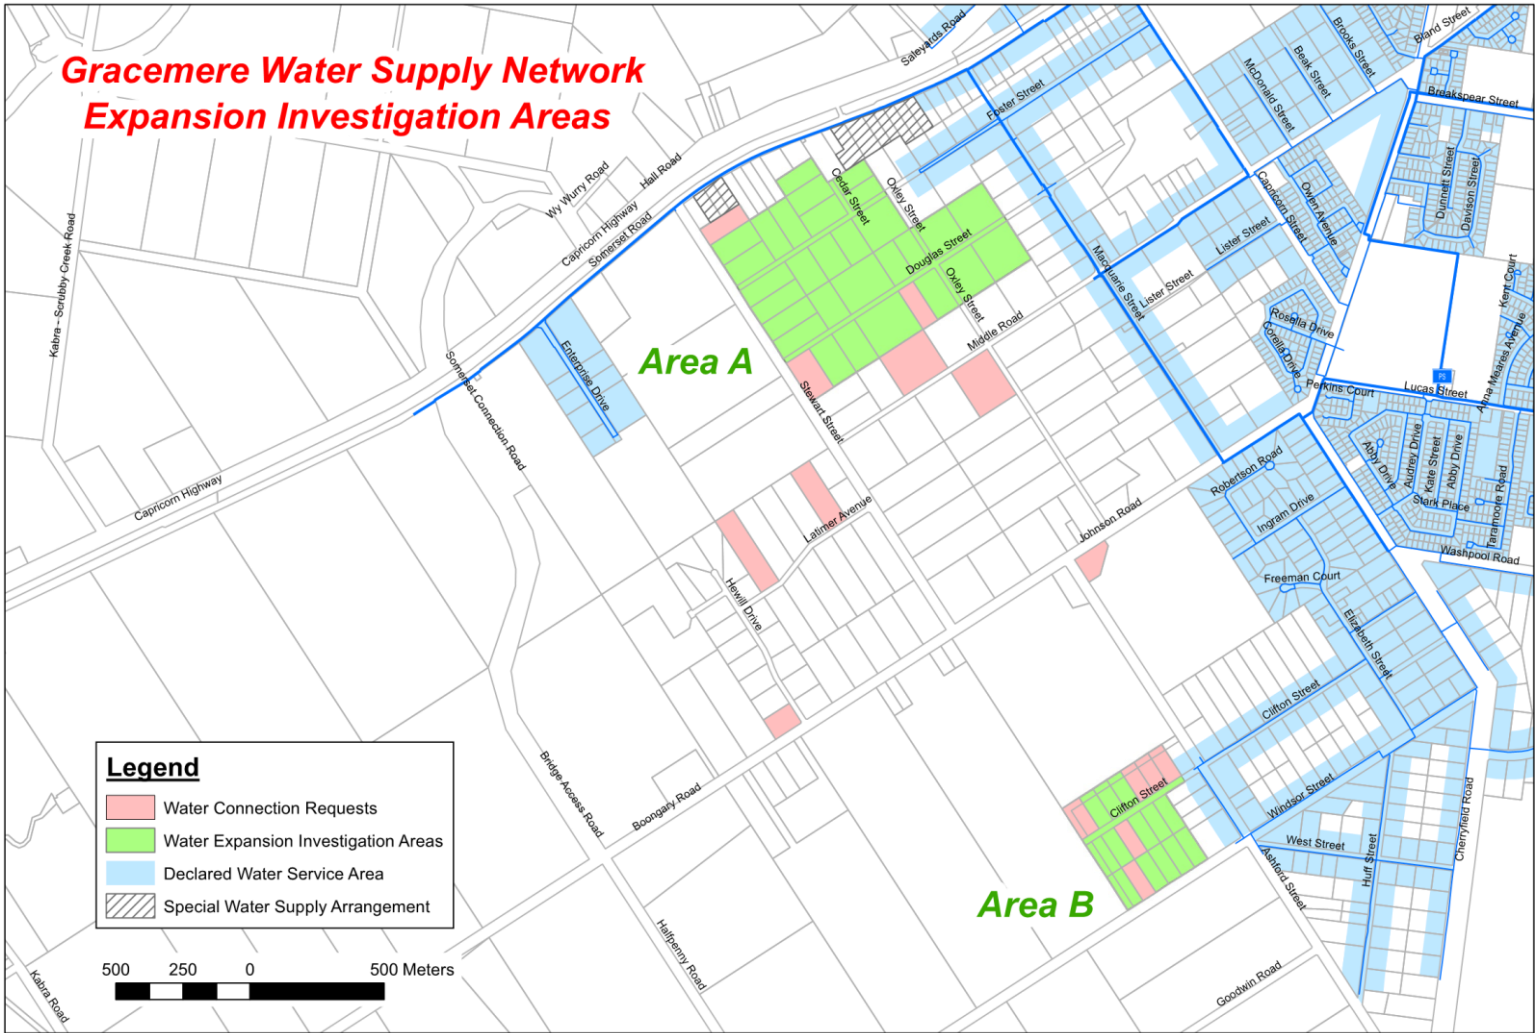 Gracemere Water Supply Network
Expansion Investigation Areas
Saleyards Road
Bland Street
Brooks Street
Beak Street
McDonald Street
Breakspear Street
Foster Street
Dunnett Street
Davison Street
Capricorn Street
Owen Avenue
Lister Street
Lister Street
Wy Wurry Road
Hall Road
Capricorn Highway
Somerset Road
Kabra - Scrubby Creek Road
Cedar Street
Oxley Street
Douglas Street
Oxley Street
Middle Road
Macquarie Street
Kent Court
Anna Meares Avenue
Rosella Drive
Corella Drive
Perkins Court
PS
Lucas Street
Area A
Enterprise Drive
Somerset Connection Road
Stewart Street
Capricorn Highway
Latimer Avenue
Johnson Road
Robertson Road
Ingram Drive
Freeman Court
Elizabeth Street
Abby Drive
Audrey Drive
Kate Street
Abby Drive
Stark Place
Taramoore Road
Washpool Road
Hewill Drive
Clifton Street
Windsor Street
West Street
Huff Street
Cherryfield Road
Ashford Street
Clifton Street
Area B
Bridge Access Road
Boongary Road
Halfpenny Road
Goodwin Road
Kabra Road
Legend
Water Connection Requests
Water Expansion Investigation Areas
Declared Water Service Area
Special Water Supply Arrangement
500 250 0 500 Meters